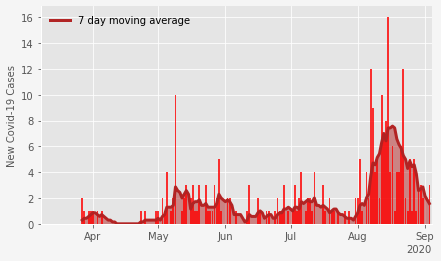 7 day moving average
New Covid-19 Cases
16
14
12
10
8
6
4
2
0
Apr
May
Jun
Jul
Aug
Sep
2020